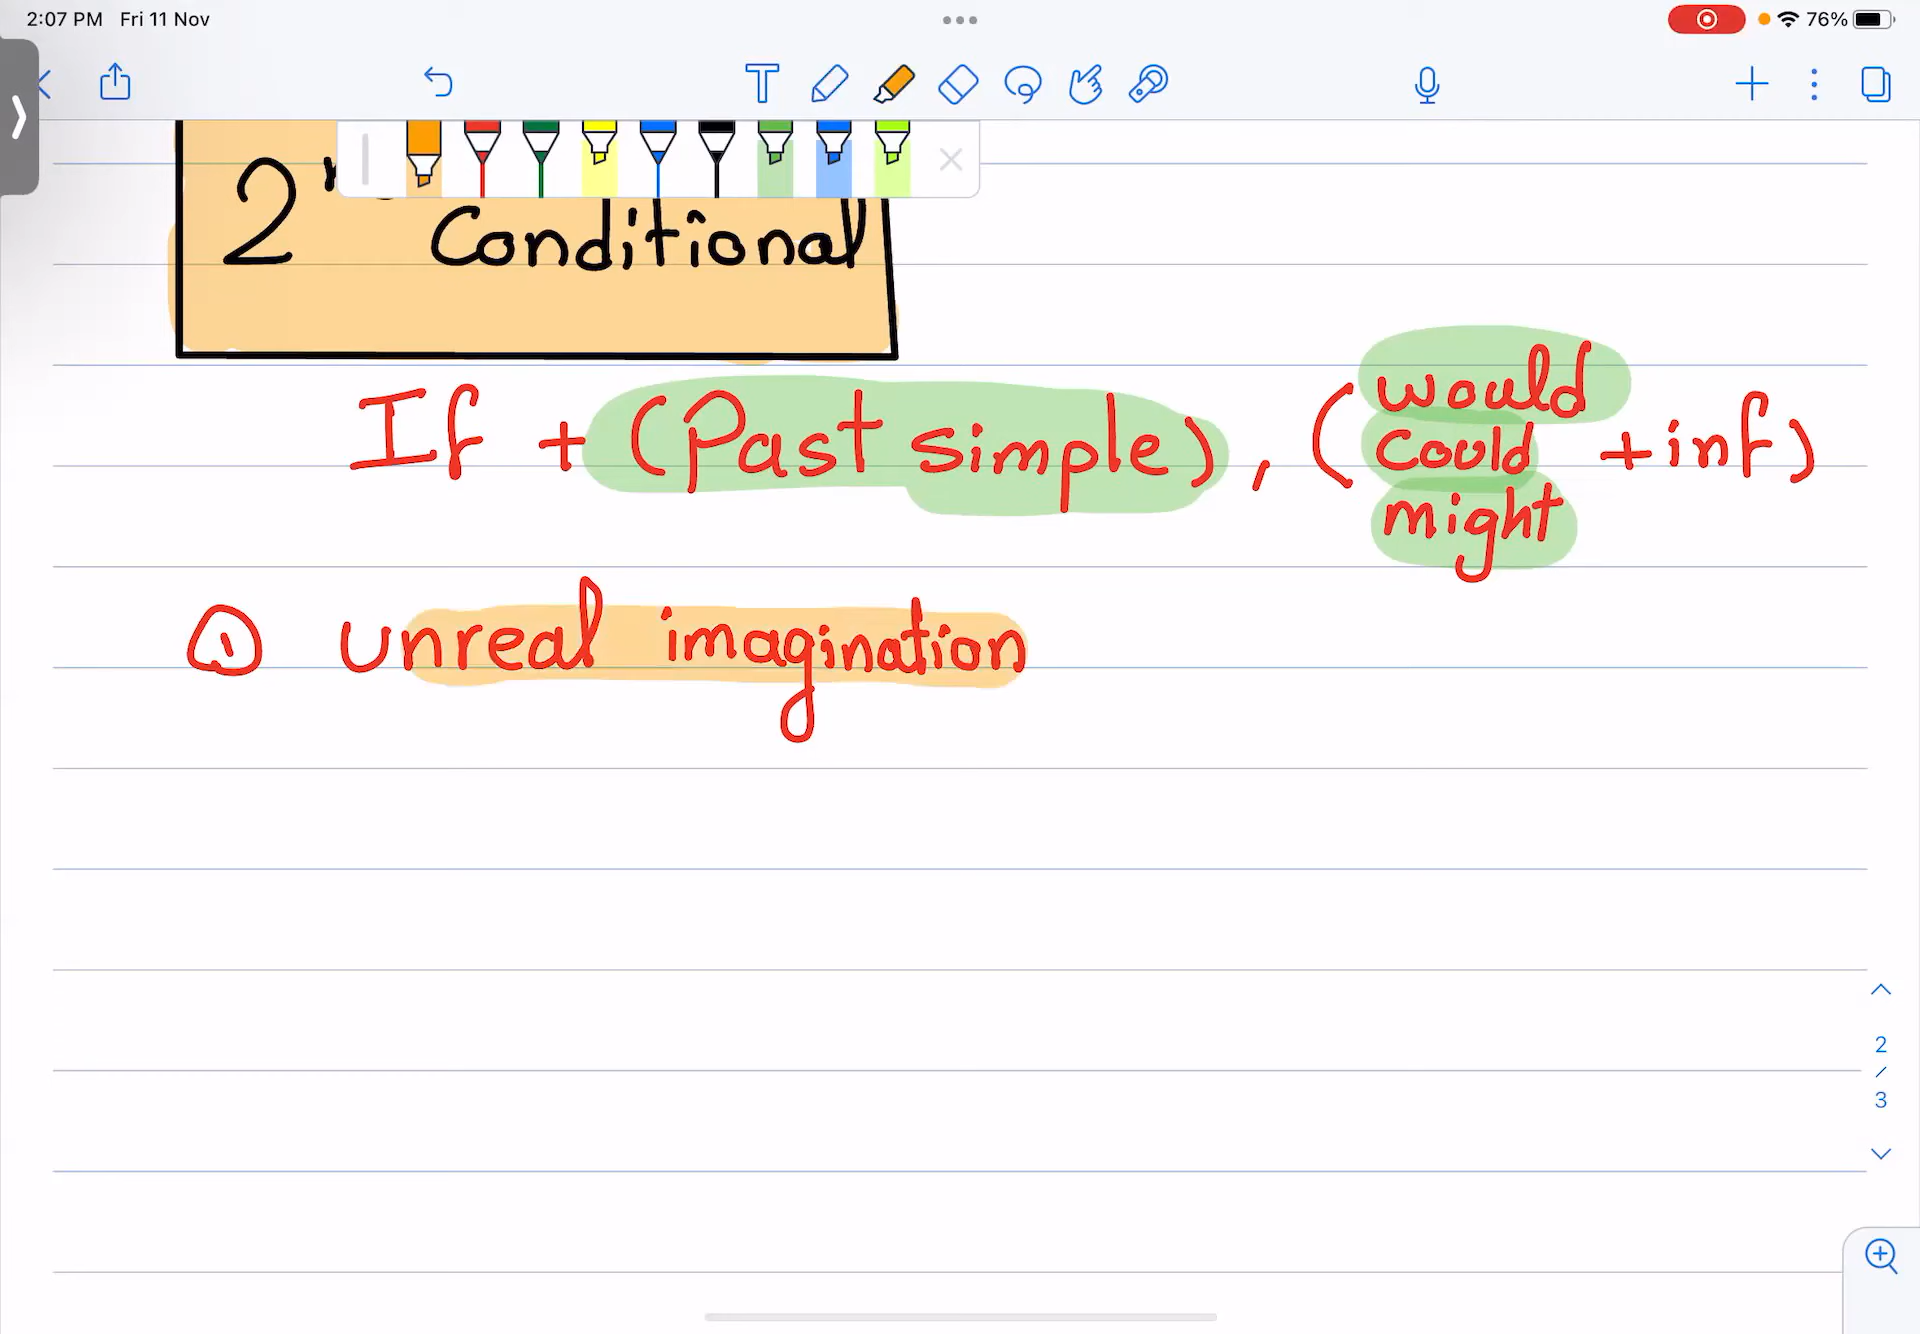 2:07 PM Fri 11 Nov
76%
2
Conditional
If + (Past simple), (would could might + inf)
① unreal imagination
2
/
3